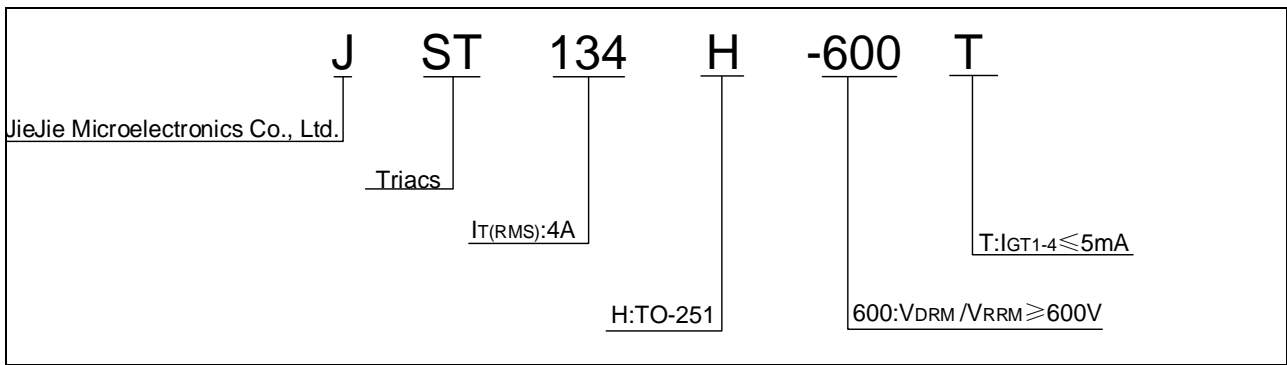 J ST 134 H -600 T
JieJie Microelectronics Co., Ltd.
Triacs
IT(RMS):4A
T:IGT1-4≤5mA
H:TO-251
600:VDRM /VRRM≥600V